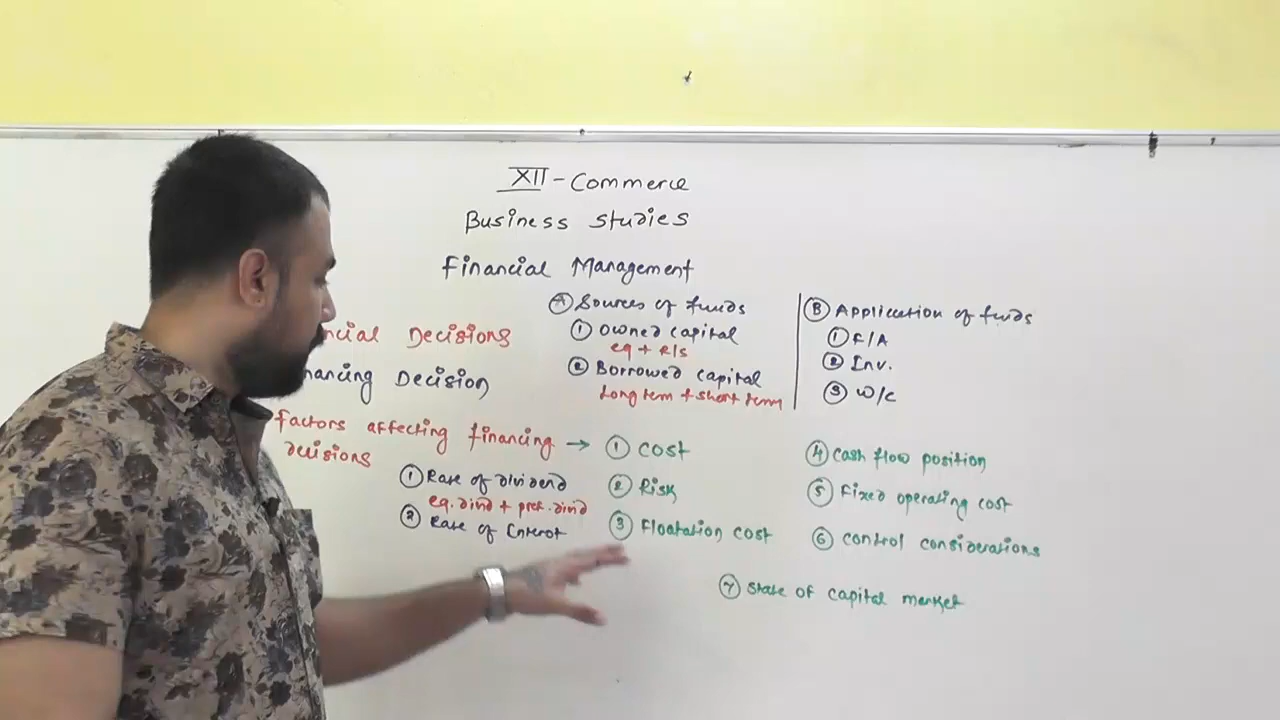 XII - Commerce
Business Studies
Financial Management
Decisions
Decision
Factors affecting financing
decisions
① Rate of dividend
eq. divd + pref. divd
② Rate of Interest
Ⓐ Sources of funds
① Owned capital
eq + R/S
② Borrowed capital
Long term + short term
Ⓑ Application of funds
① F/A
② Inv.
③ W/C
→ ① Cost
② Risk
③ Floatation cost
④ Cash flow position
⑤ Fixed operating cost
⑥ Control considerations
⑦ State of capital market